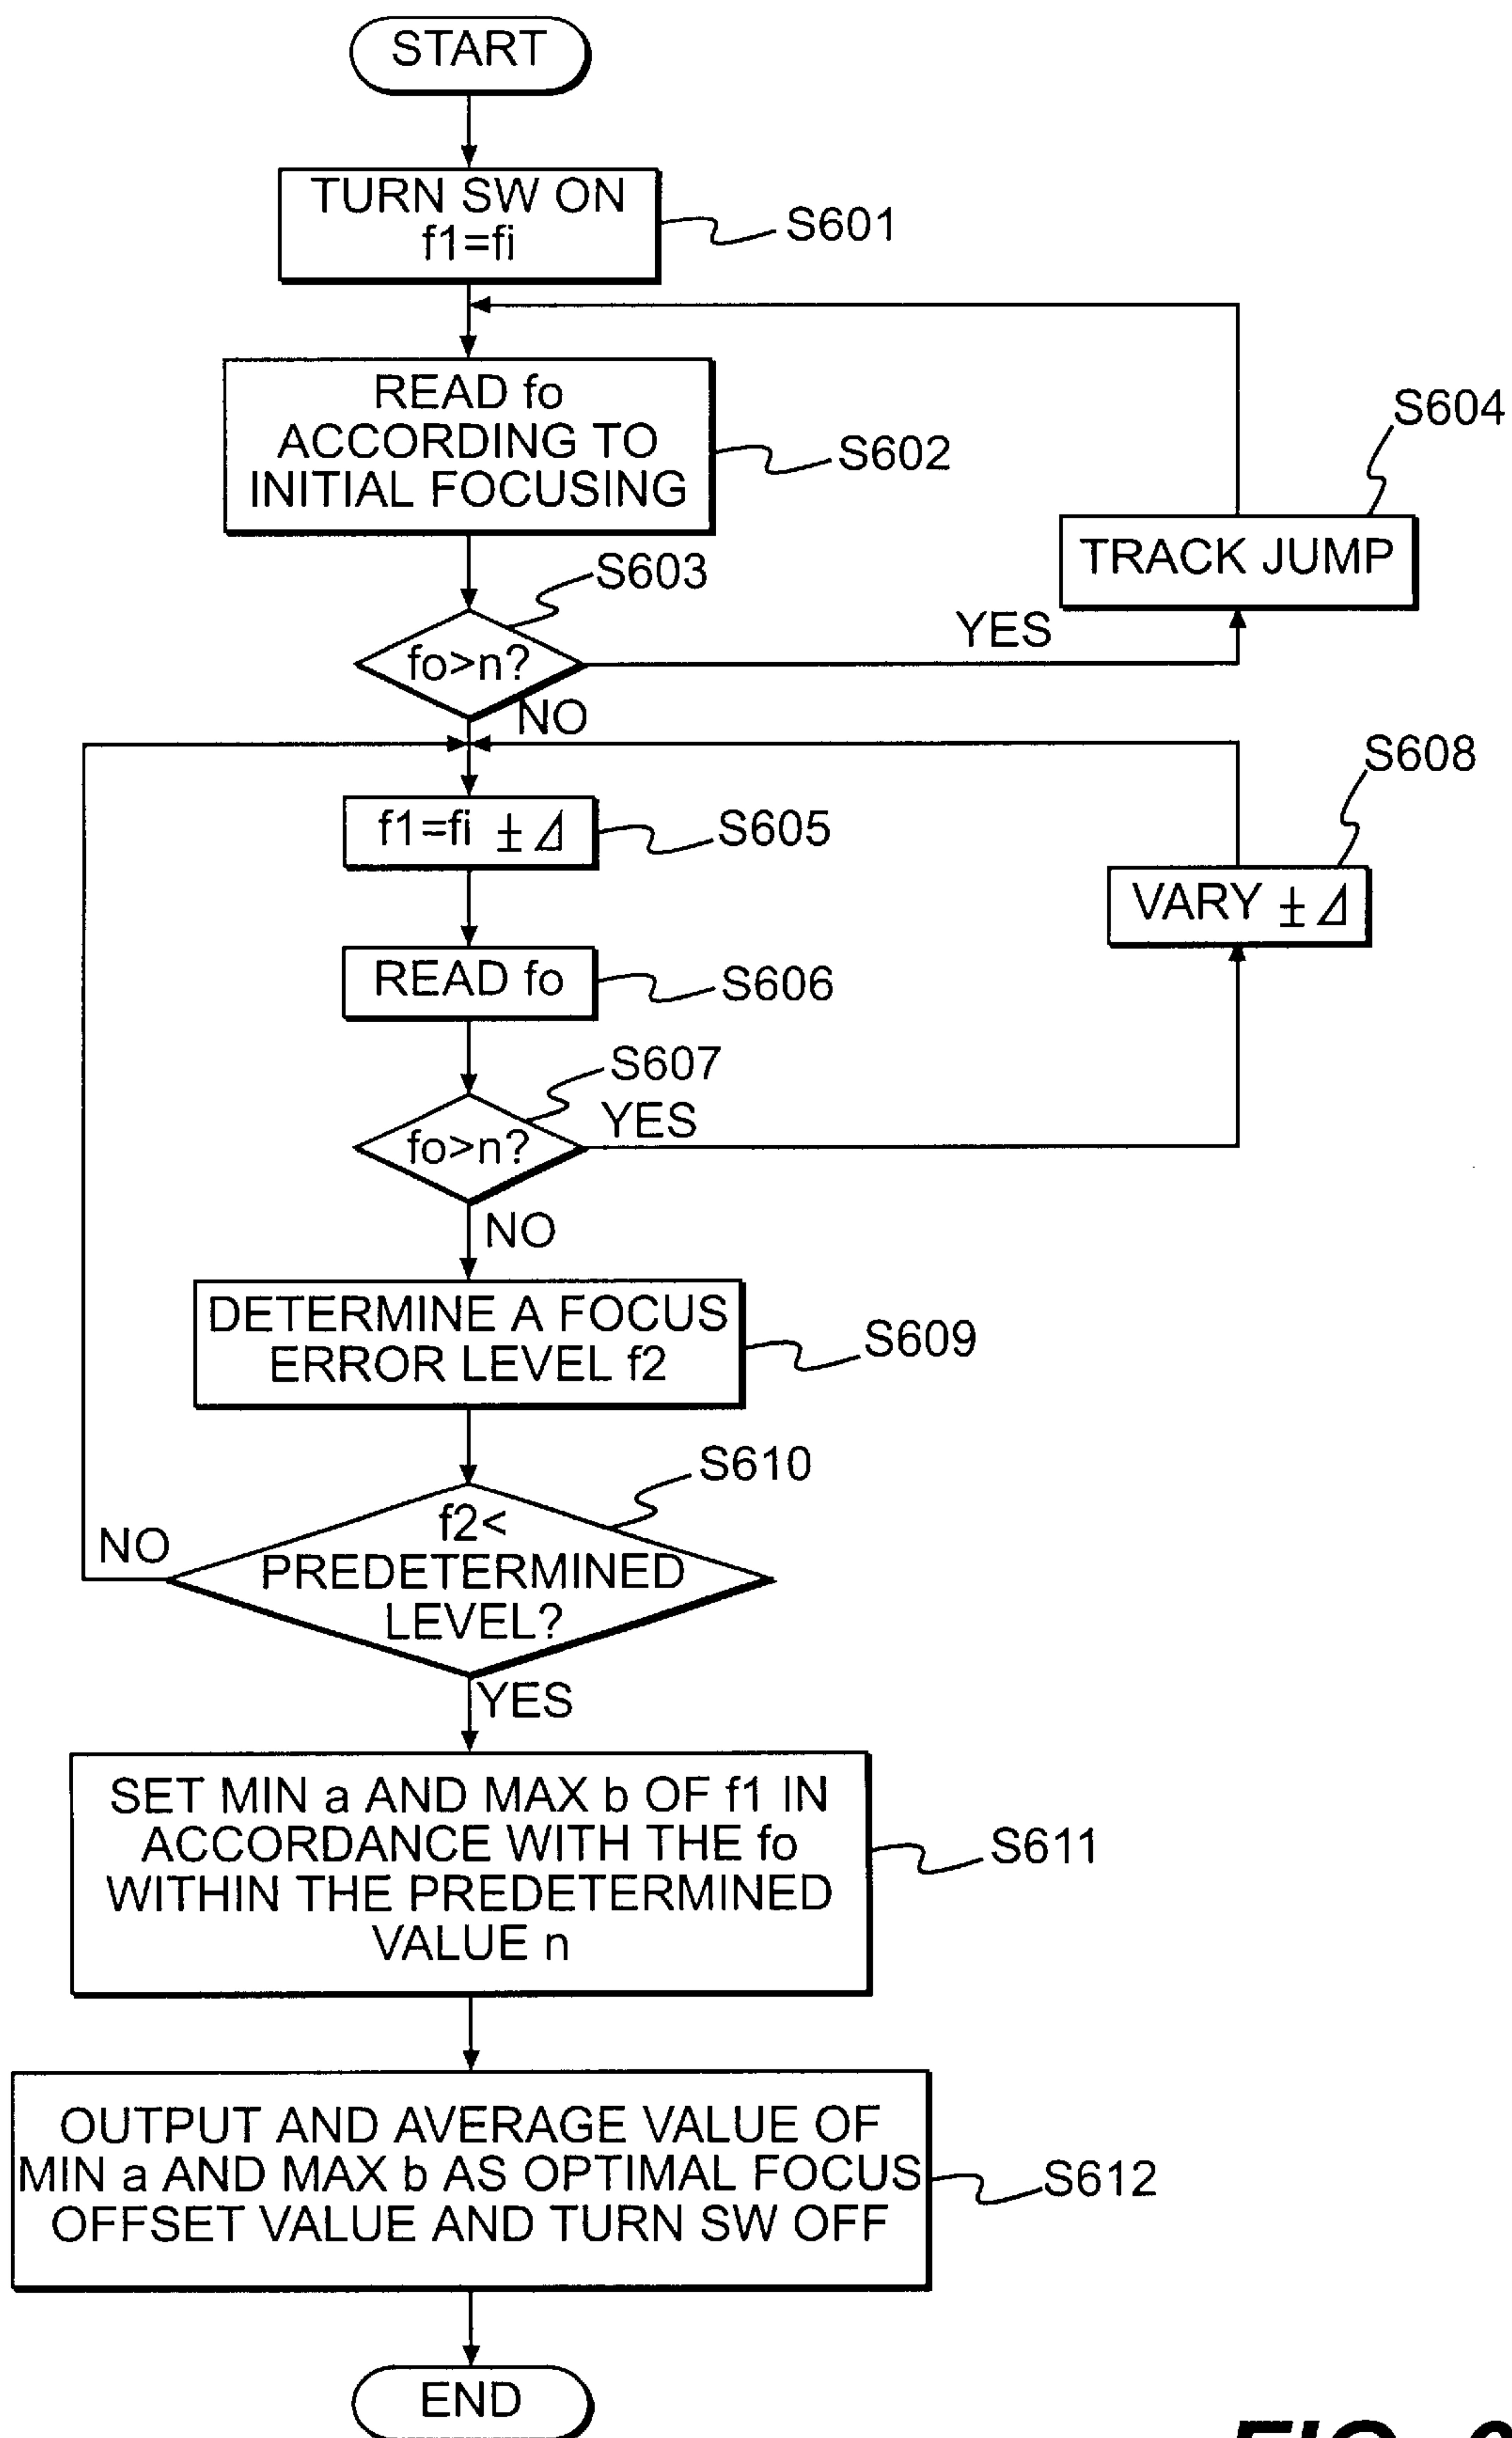 START
TURN SW ON
f1=fi
S601
READ fo
ACCORDING TO
INITIAL FOCUSING
S602
S604
TRACK JUMP
S603
fo>n?
YES
NO
S608
f1=fi ± ⊿
S605
VARY ± ⊿
READ fo
S606
S607
fo>n?
YES
NO
DETERMINE A FOCUS
ERROR LEVEL f2
S609
S610
f2<
PREDETERMINED
LEVEL?
NO
YES
SET MIN a AND MAX b OF f1 IN
ACCORDANCE WITH THE fo
WITHIN THE PREDETERMINED
VALUE n
S611
OUTPUT AND AVERAGE VALUE OF
MIN a AND MAX b AS OPTIMAL FOCUS
OFFSET VALUE AND TURN SW OFF
S612
END